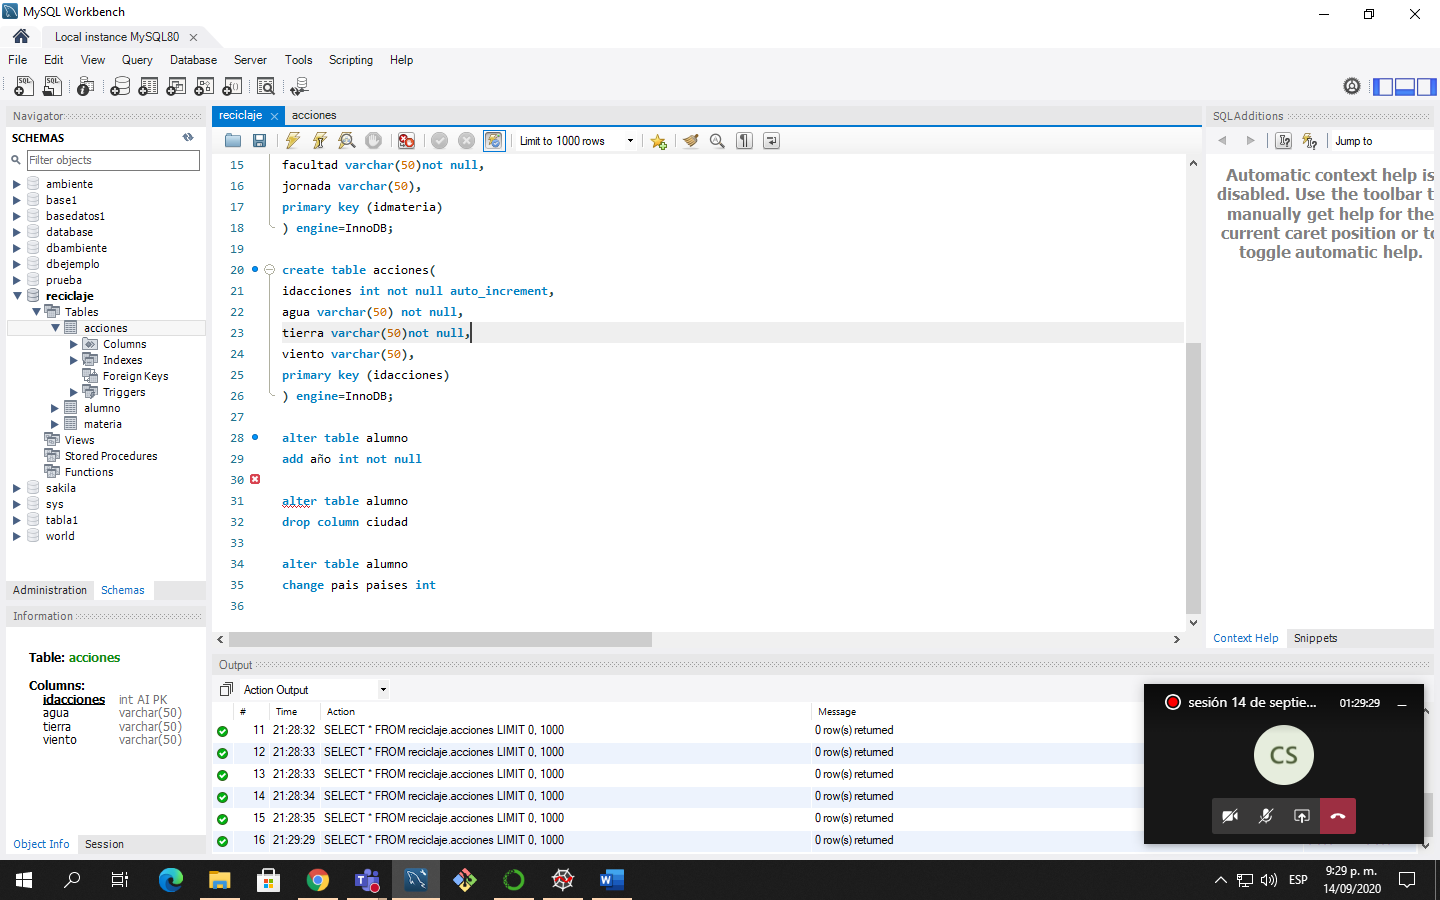 MySQL Workbench
Local instance MySQL80
File Edit View Query Database Server Tools Scripting Help
Navigator
SCHEMAS
Filter objects
ambiente
base1
basedatos1
database
dbambiente
dbejemplo
prueba
reciclaje
Tables
acciones
Columns
Indexes
Foreign Keys
Triggers
alumno
materia
Views
Stored Procedures
Functions
sakila
sys
tabla1
world
Administration Schemas
Information
Table: acciones
Columns:
idacciones int AI PK
agua varchar(50)
tierra varchar(50)
viento varchar(50)
Object Info Session
reciclaje acciones
Limit to 1000 rows
15 facultad varchar(50)not null,
16 jornada varchar(50),
17 primary key (idmateria)
18 ) engine=InnoDB;
19
20 create table acciones(
21 idacciones int not null auto_increment,
22 agua varchar(50) not null,
23 tierra varchar(50)not null,
24 viento varchar(50),
25 primary key (idacciones)
26 ) engine=InnoDB;
27
28 alter table alumno
29 add año int not null
30
31 alter table alumno
32 drop column ciudad
33
34 alter table alumno
35 change pais paises int
36
SQLAdditions
Jump to
Automatic context help is
disabled. Use the toolbar t
manually get help for the
current caret position or to
toggle automatic help.
Context Help Snippets
Output
Action Output
# Time Action Message
11 21:28:32 SELECT * FROM reciclaje.acciones LIMIT 0, 1000 0 row(s) returned
12 21:28:33 SELECT * FROM reciclaje.acciones LIMIT 0, 1000 0 row(s) returned
13 21:28:33 SELECT * FROM reciclaje.acciones LIMIT 0, 1000 0 row(s) returned
14 21:28:34 SELECT * FROM reciclaje.acciones LIMIT 0, 1000 0 row(s) returned
15 21:28:35 SELECT * FROM reciclaje.acciones LIMIT 0, 1000 0 row(s) returned
16 21:29:29 SELECT * FROM reciclaje.acciones LIMIT 0, 1000 0 row(s) returned
sesión 14 de septie... 01:29:29
CS
ESP
9:29 p. m.
14/09/2020